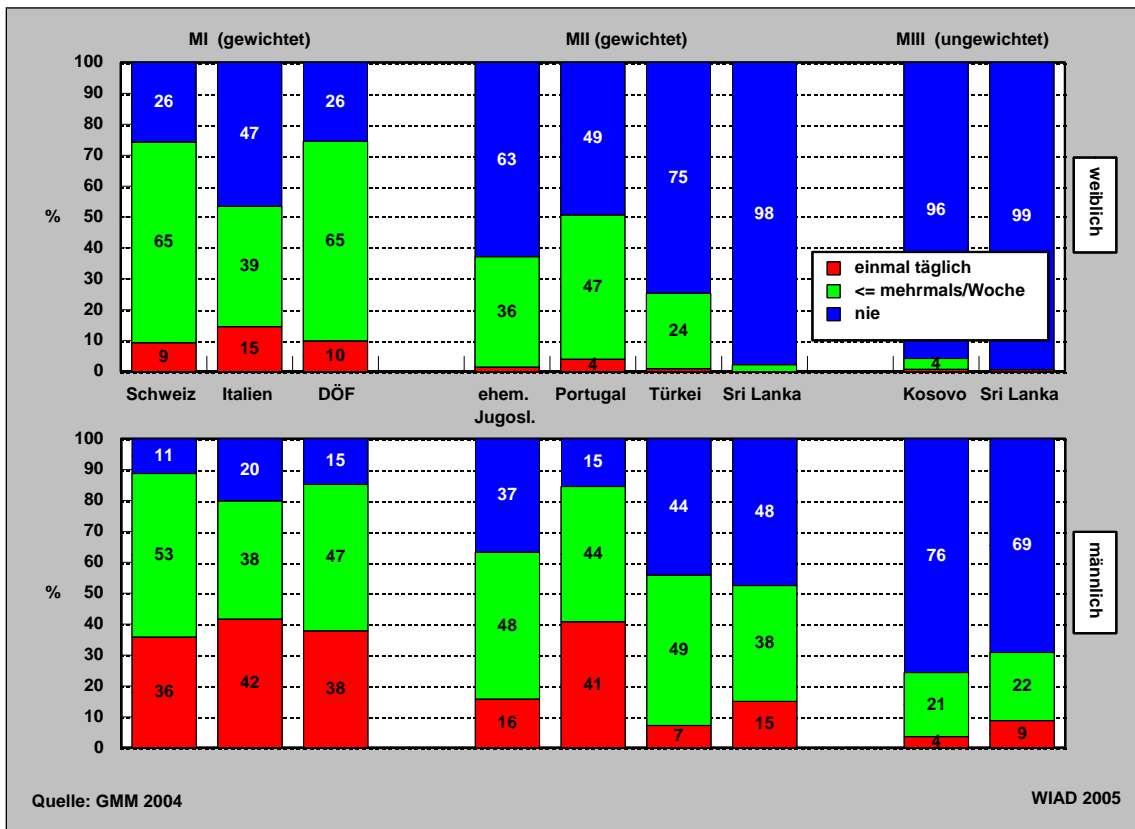 MI (gewichtet) MII (gewichtet) MIII (ungewichtet)
100
90
80
70
60
50
40
30
20
10
0
%
26 47 26 63 49 75 98 96 99
65 39 65 36 47 24 4
9 15 10 4
einmal täglich
<= mehrmals/Woche
nie
weiblich
Schweiz Italien DÖF ehem. Portugal Türkei Sri Lanka Kosovo Sri Lanka
Jugosl.
100
90
80
70
60
50
40
30
20
10
0
%
11 20 15 37 15 44 48 76 69
53 38 47 48 44 49 38 21 22
36 42 38 16 41 7 15 4 9
männlich
Quelle: GMM 2004 WIAD 2005